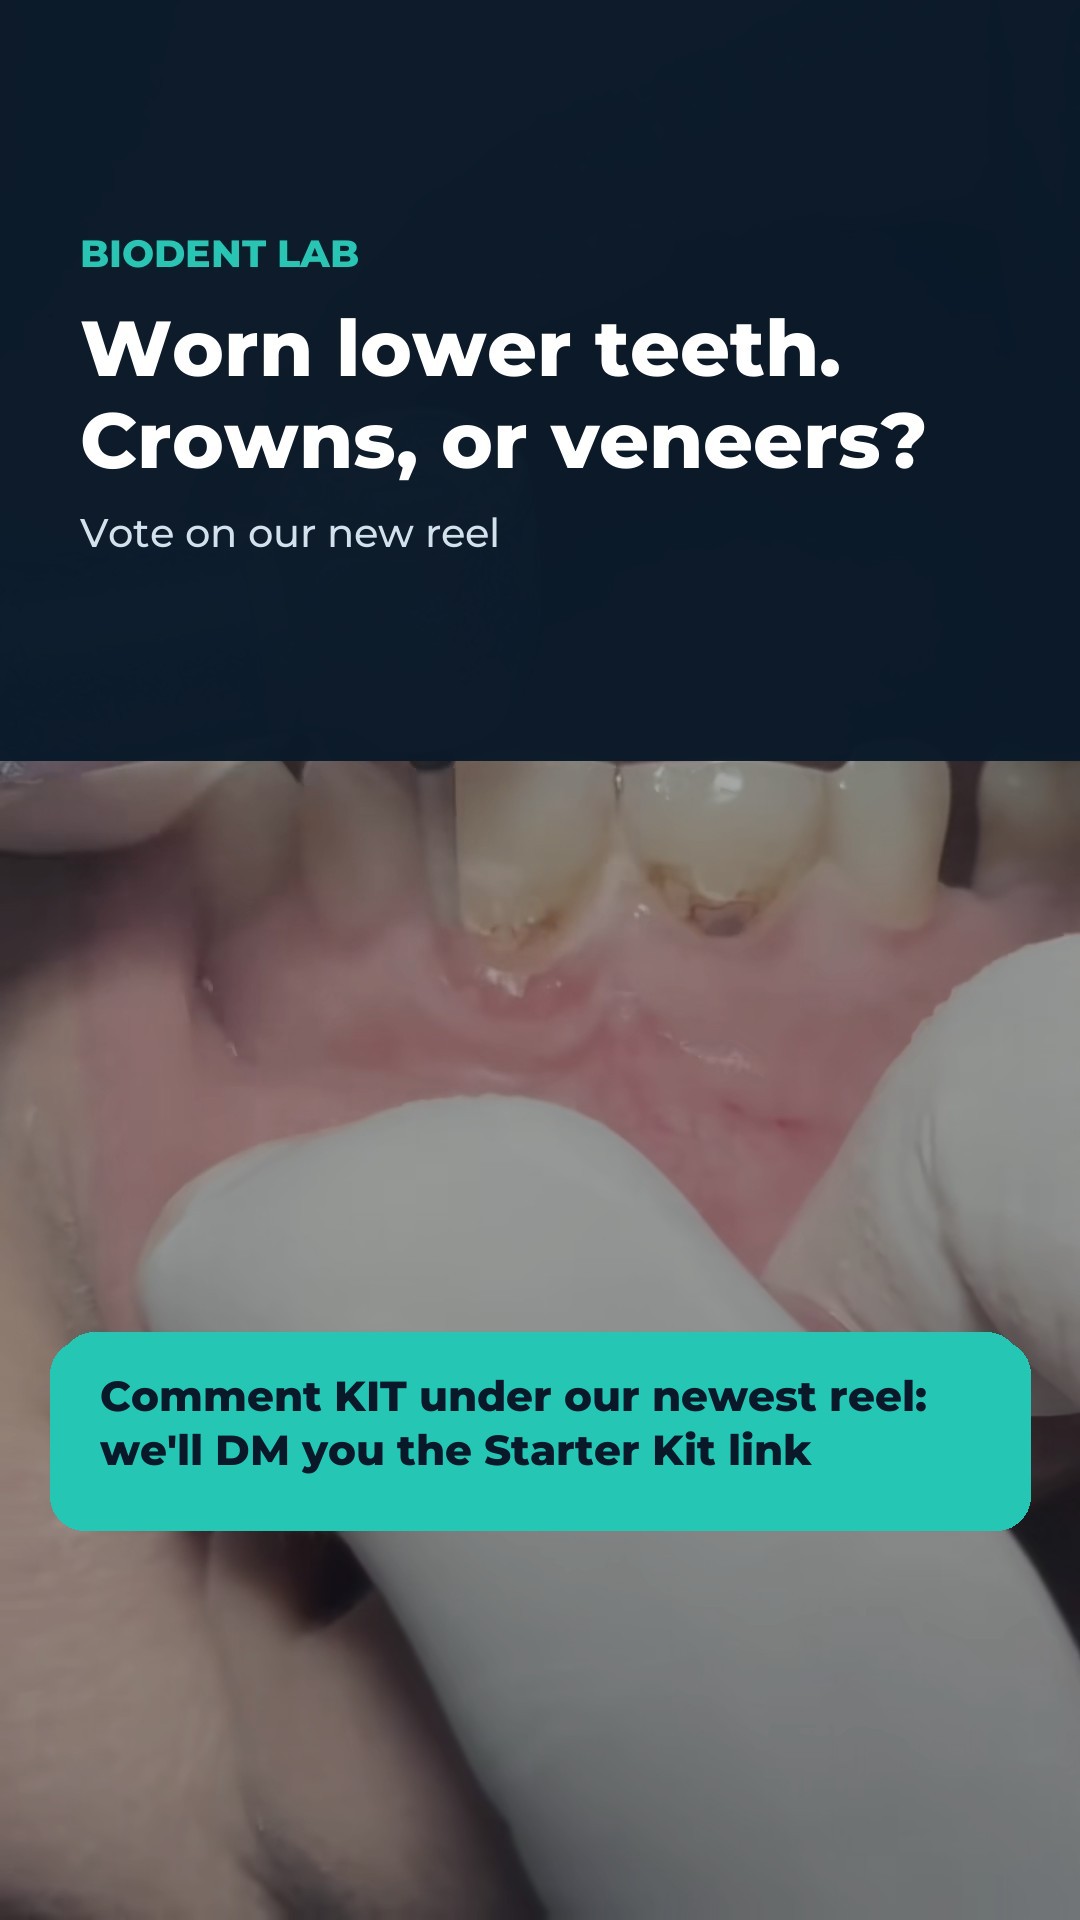 BIODENT LAB
Worn lower teeth.
Crowns, or veneers?
Vote on our new reel
Comment KIT under our newest reel:
we'll DM you the Starter Kit link